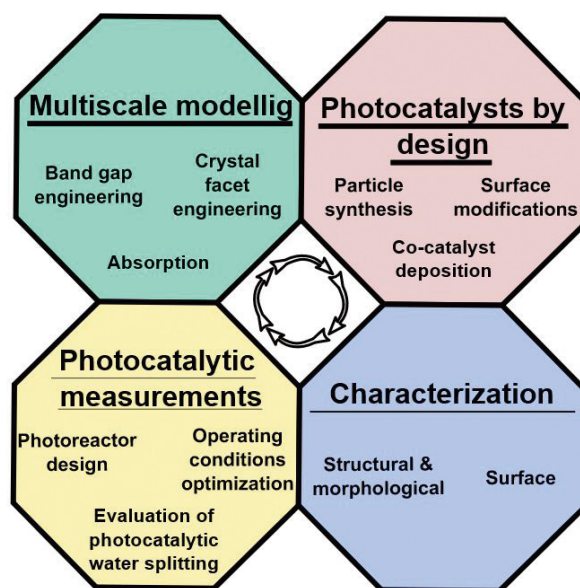 Multiscale modellig
Band gap
engineering
Crystal
facet
engineering
Absorption
Photocatalysts by
design
Particle
synthesis
Surface
modifications
Co-catalyst
deposition
Photocatalytic
measurements
Photoreactor
design
Operating
conditions
optimization
Evaluation of
photocatalytic
water splitting
Characterization
Structural &
morphological
Surface